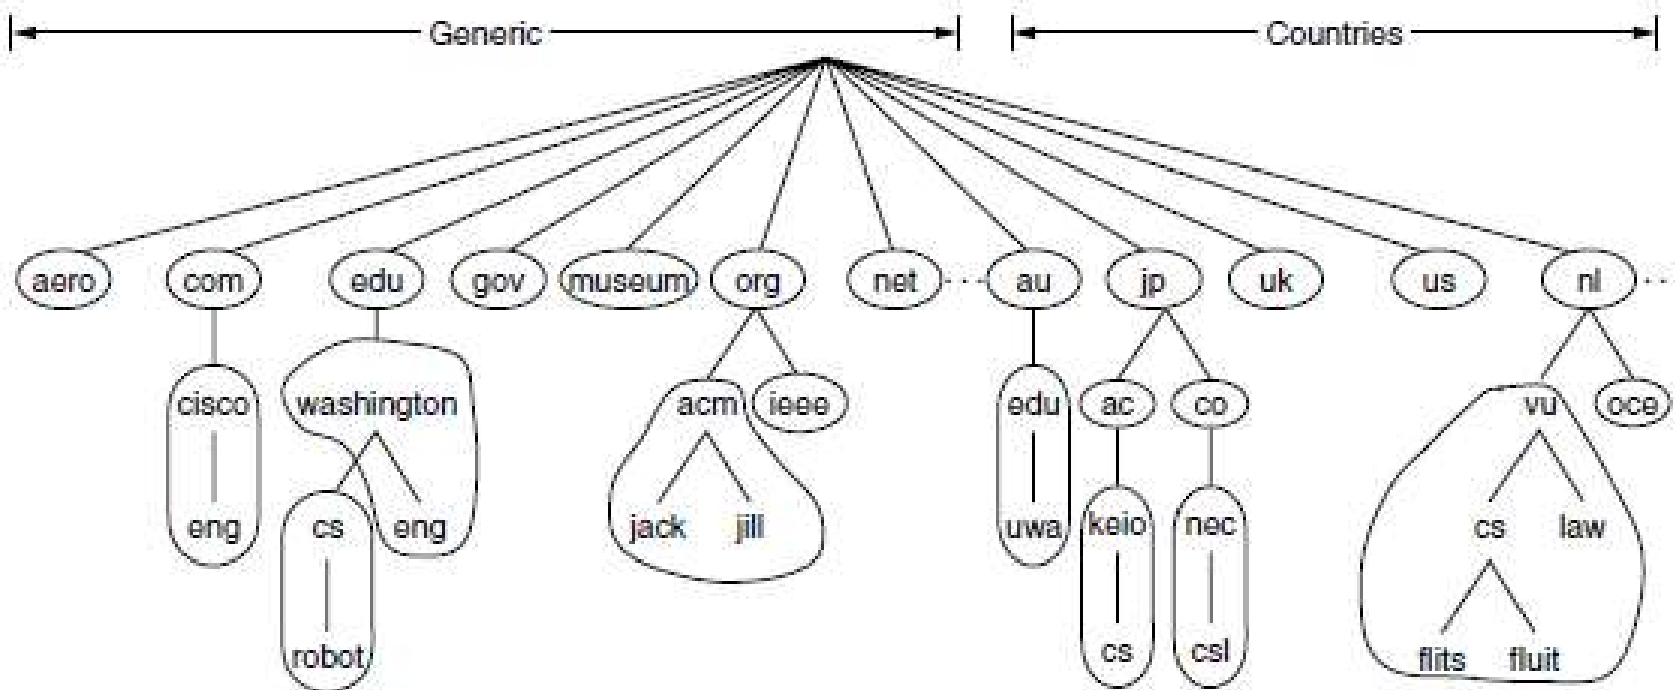 Generic Countries
aero com edu gov museum org net au jp uk us nl
cisco washington acm ieee edu ac co vu oce
eng cs eng jack jill uwa keio nec cs law
robot cs csl flits fluit